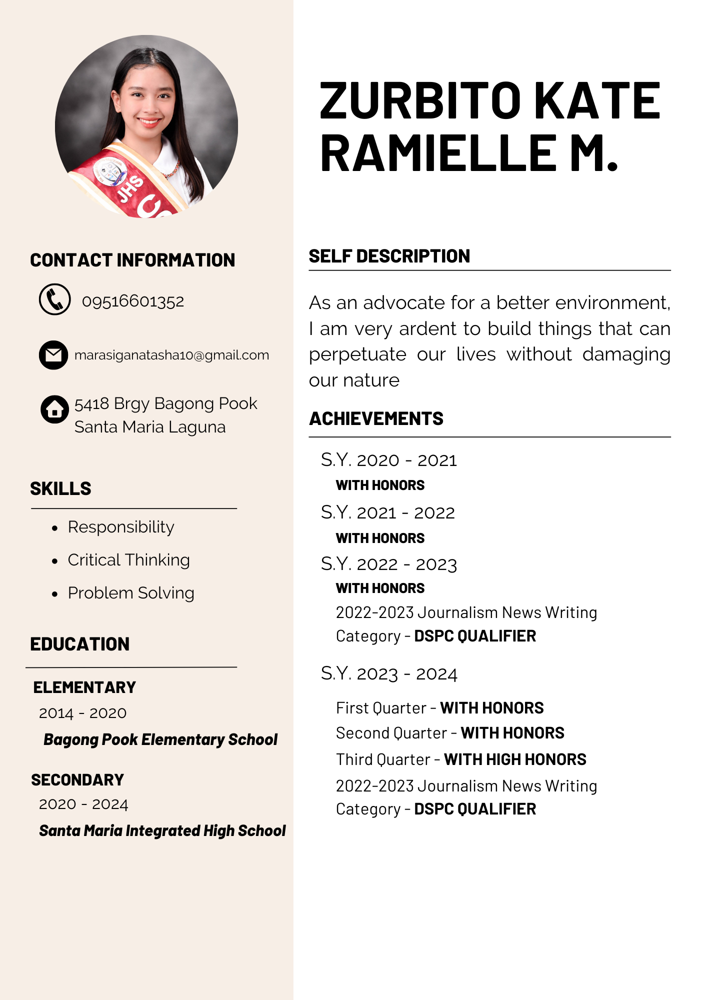 ZURBITO KATE
RAMIELLE M.
JHS
CONTACT INFORMATION
09516601352
marasiganatasha10@gmail.com
5418 Brgy Bagong Pook
Santa Maria Laguna
SKILLS
• Responsibility
• Critical Thinking
• Problem Solving
EDUCATION
ELEMENTARY
2014 - 2020
Bagong Pook Elementary School
SECONDARY
2020 - 2024
Santa Maria Integrated High School
SELF DESCRIPTION
As an advocate for a better environment,
I am very ardent to build things that can
perpetuate our lives without damaging
our nature
ACHIEVEMENTS
S.Y. 2020 - 2021
WITH HONORS
S.Y. 2021 - 2022
WITH HONORS
S.Y. 2022 - 2023
WITH HONORS
2022-2023 Journalism News Writing
Category - DSPC QUALIFIER
S.Y. 2023 - 2024
First Quarter - WITH HONORS
Second Quarter - WITH HONORS
Third Quarter - WITH HIGH HONORS
2022-2023 Journalism News Writing
Category - DSPC QUALIFIER